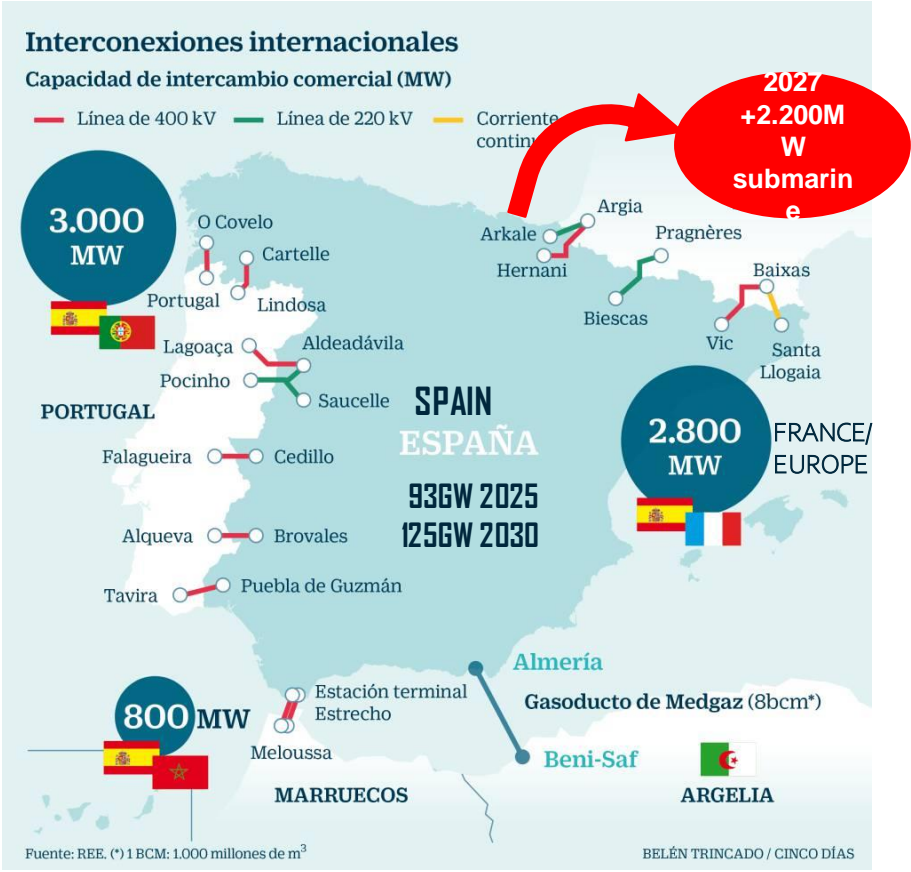 Interconexiones internacionales
Capacidad de intercambio comercial (MW)
Línea de 400 kV
Línea de 220 kV
Corriente
contin
2027
+2.200M
W
submarin
e
3.000
MW
O Covelo
Cartelle
Portugal
Lindosa
Argia
Arkale
Hernani
Pragnères
Biescas
Baixas
Vic
Santa
Llogaia
Lagoaça
Aldeadávila
Pocinho
Saucelle
PORTUGAL
SPAIN
ESPAÑA
93GW 2025
125GW 2030
2.800
MW
FRANCE/
EUROPE
Falagueira
Cedillo
Alqueva
Brovales
Tavira
Puebla de Guzmán
Almería
Gasoducto de Medgaz (8bcm*)
Beni-Saf
800 MW
Estación terminal
Estrecho
Meloussa
MARRUECOS
ARGELIA
Fuente: REE. (*) 1 BCM: 1.000 millones de m³
BELÉN TRINCADO / CINCO DÍAS